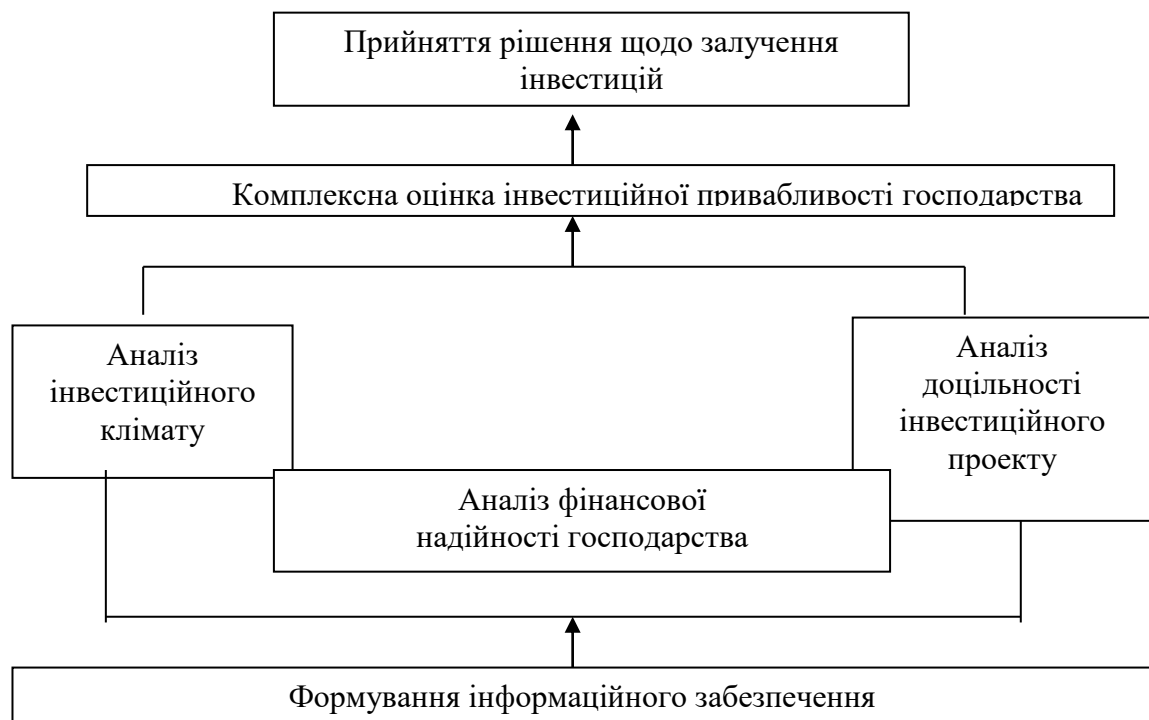 Прийняття рішення щодо залучення
інвестицій
Комплексна оцінка інвестиційної привабливості господарства
Аналіз
інвестиційного
клімату
Аналіз
доцільності
інвестиційного
проекту
Аналіз фінансової
надійності господарства
Формування інформаційного забезпечення